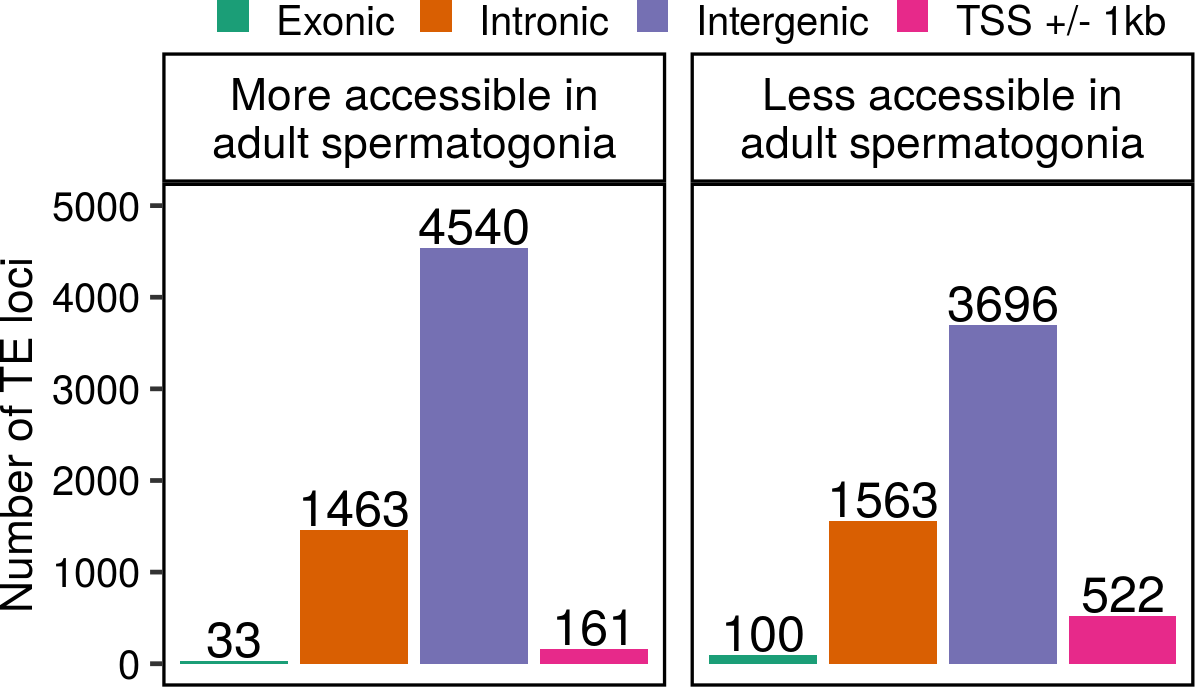 Exonic Intronic Intergenic TSS +/- 1kb
More accessible in
adult spermatogonia
Less accessible in
adult spermatogonia
Number of TE loci
5000
4000
3000
2000
1000
0
33
1463
4540
161
100
1563
3696
522